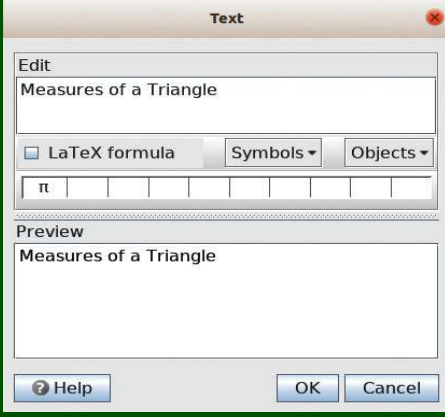 Text
Edit
Measures of a Triangle
LaTeX formula Symbols Objects
π
Preview
Measures of a Triangle
Help OK Cancel